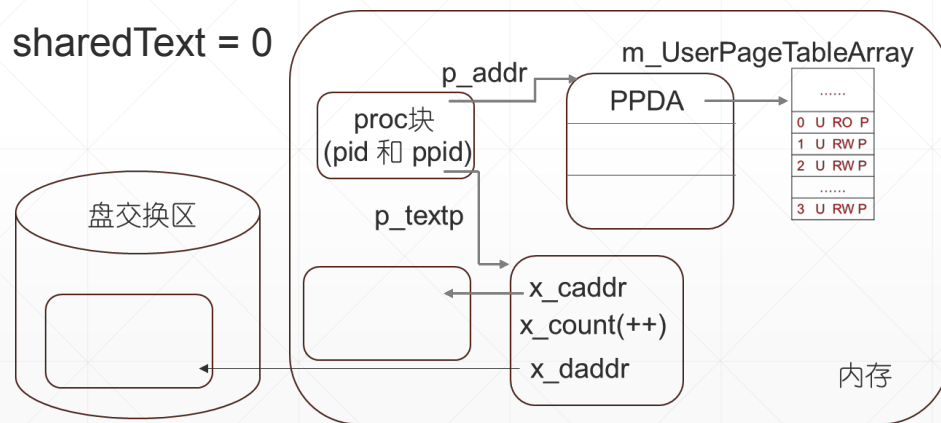 sharedText = 0
m_UserPageTableArray
p_addr
PPDA
......
0 U RO P
1 U RW P
2 U RW P
......
3 U RW P
proc块
(pid 和 ppid)
盘交换区
p_textp
x_caddr
x_count(++)
x_daddr
内存